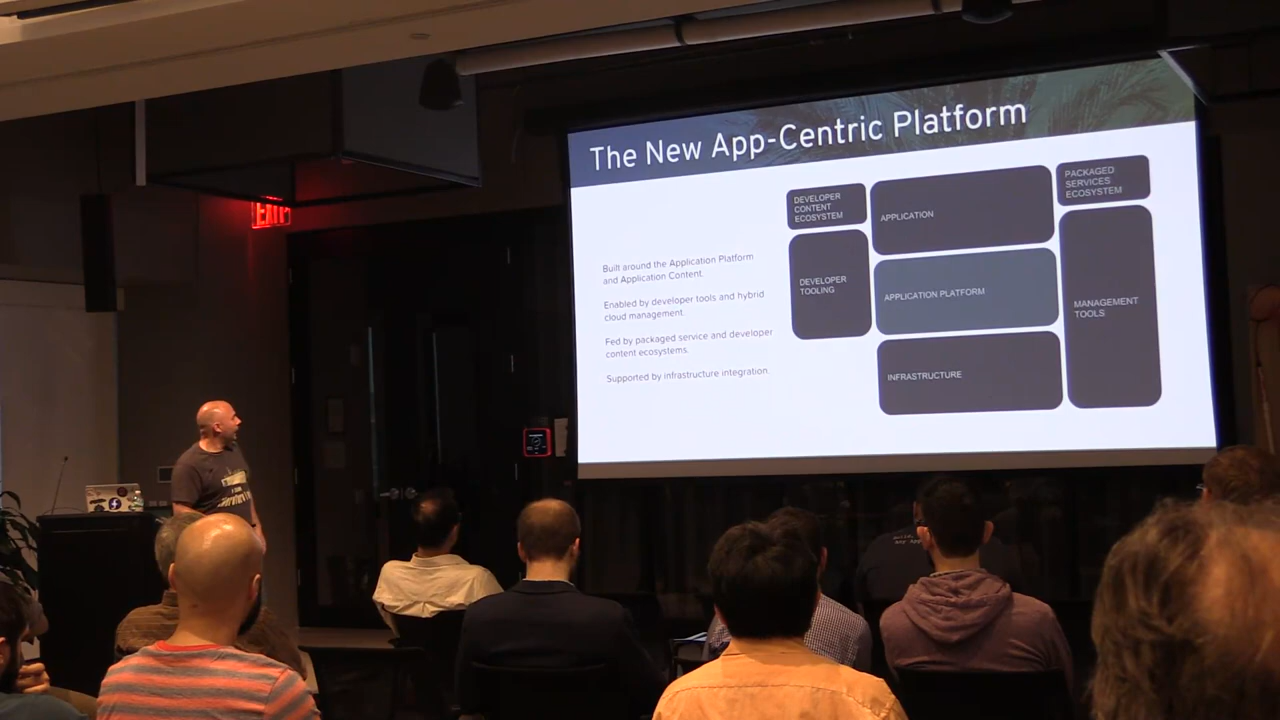 The New App-Centric Platform
EXIT
Built around the Application Platform
and Application Content.
Enabled by developer tools and hybrid
cloud management.
Fed by packaged service and developer
content ecosystems.
Supported by infrastructure integration.
DEVELOPER
CONTENT
ECOSYSTEM
APPLICATION
PACKAGED
SERVICES
ECOSYSTEM
DEVELOPER
TOOLING
APPLICATION PLATFORM
MANAGEMENT
TOOLS
INFRASTRUCTURE